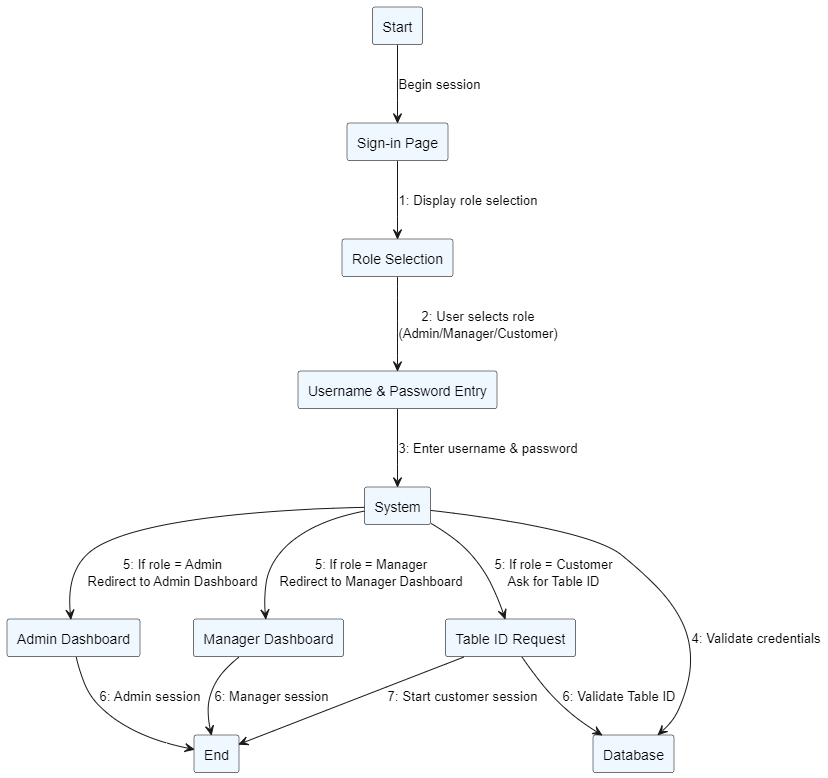 Start
Begin session
Sign-in Page
1: Display role selection
Role Selection
2: User selects role
(Admin/Manager/Customer)
Username & Password Entry
3: Enter username & password
System
5: If role = Admin
Redirect to Admin Dashboard
5: If role = Manager
Redirect to Manager Dashboard
5: If role = Customer
Ask for Table ID
4: Validate credentials
Admin Dashboard
Manager Dashboard
Table ID Request
6: Admin session
6: Manager session
7: Start customer session
6: Validate Table ID
End
Database